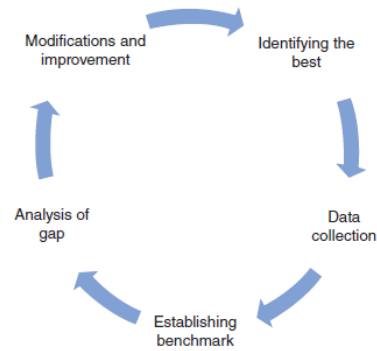 Modifications and
improvement
Identifying the
best
Data
collection
Establishing
benchmark
Analysis of
gap